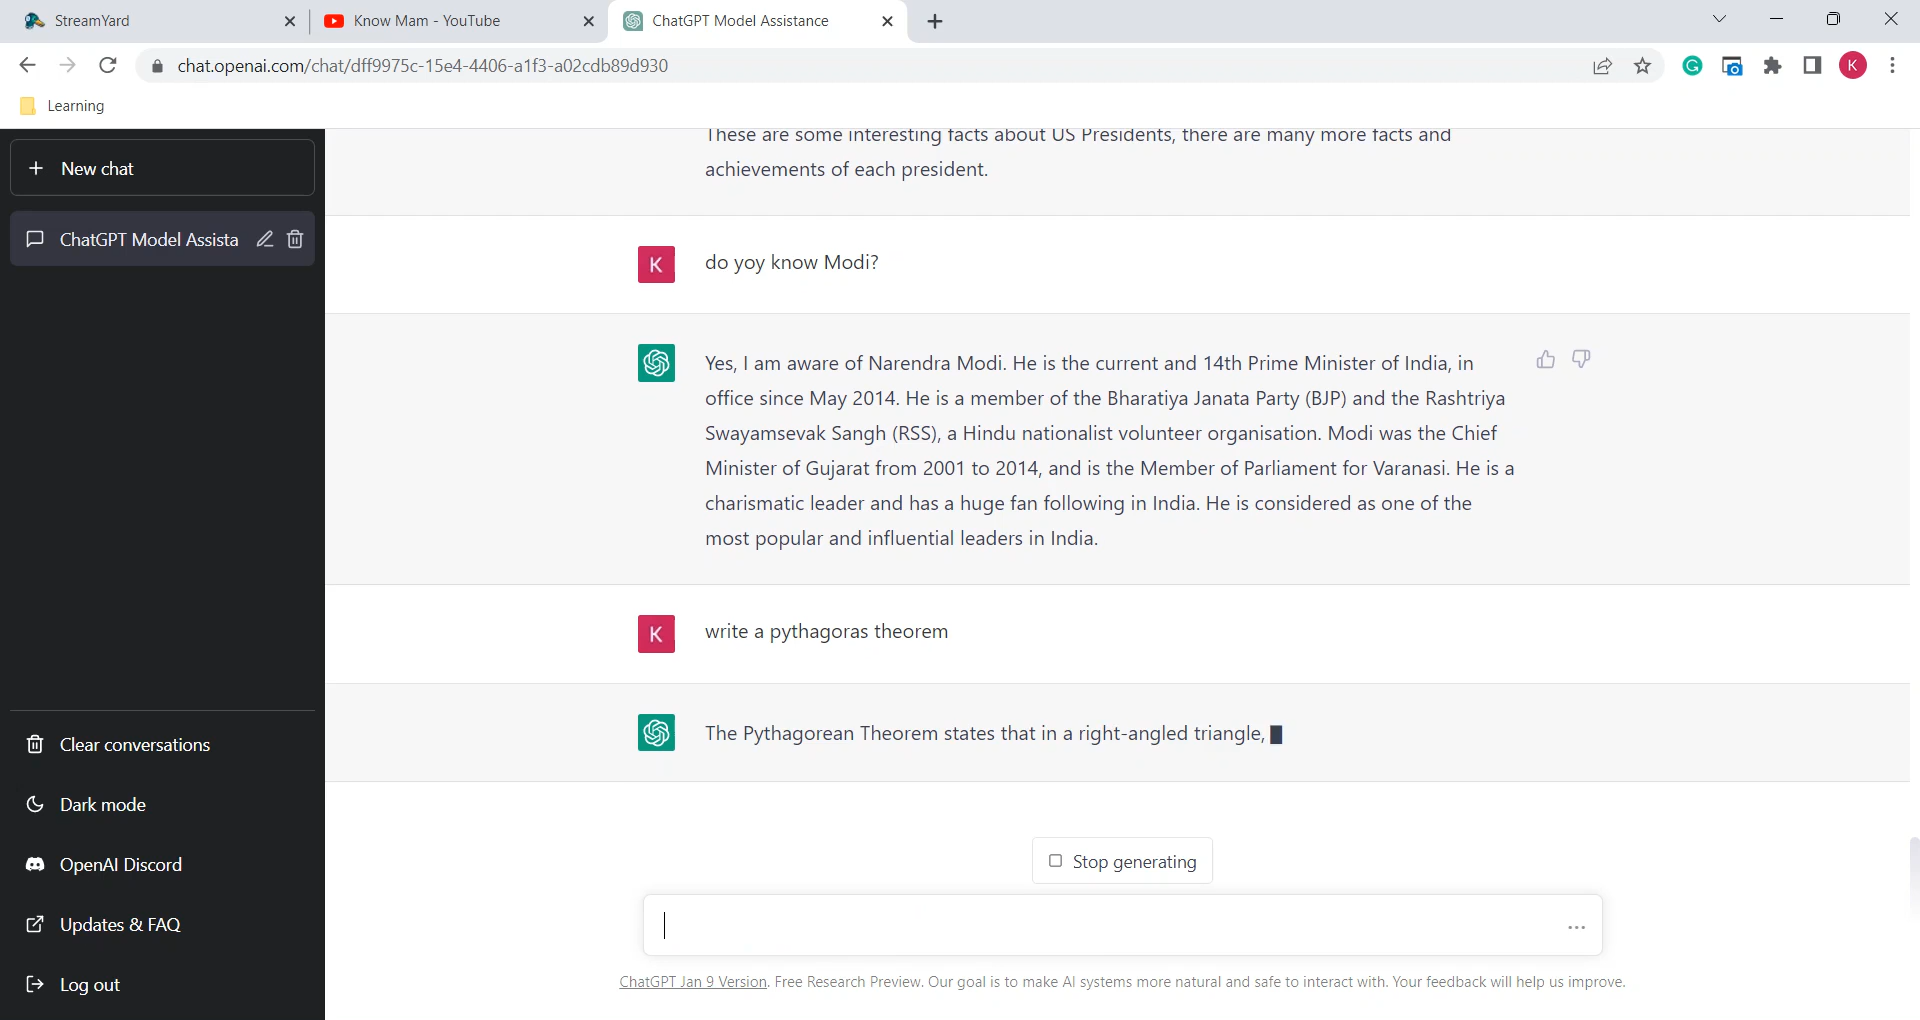 StreamYard
Know Mam - YouTube
ChatGPT Model Assistance
chat.openai.com/chat/dff9975c-15e4-4406-a1f3-a02cdb89d930
K
Learning
New chat
ChatGPT Model Assista
These are some interesting facts about US Presidents, there are many more facts and
achievements of each president.
K
do yoy know Modi?
Yes, I am aware of Narendra Modi. He is the current and 14th Prime Minister of India, in
office since May 2014. He is a member of the Bharatiya Janata Party (BJP) and the Rashtriya
Swayamsevak Sangh (RSS), a Hindu nationalist volunteer organisation. Modi was the Chief
Minister of Gujarat from 2001 to 2014, and is the Member of Parliament for Varanasi. He is a
charismatic leader and has a huge fan following in India. He is considered as one of the
most popular and influential leaders in India.
K
write a pythagoras theorem
The Pythagorean Theorem states that in a right-angled triangle,
Clear conversations
Dark mode
OpenAI Discord
Updates & FAQ
Log out
Stop generating
ChatGPT Jan 9 Version. Free Research Preview. Our goal is to make AI systems more natural and safe to interact with. Your feedback will help us improve.